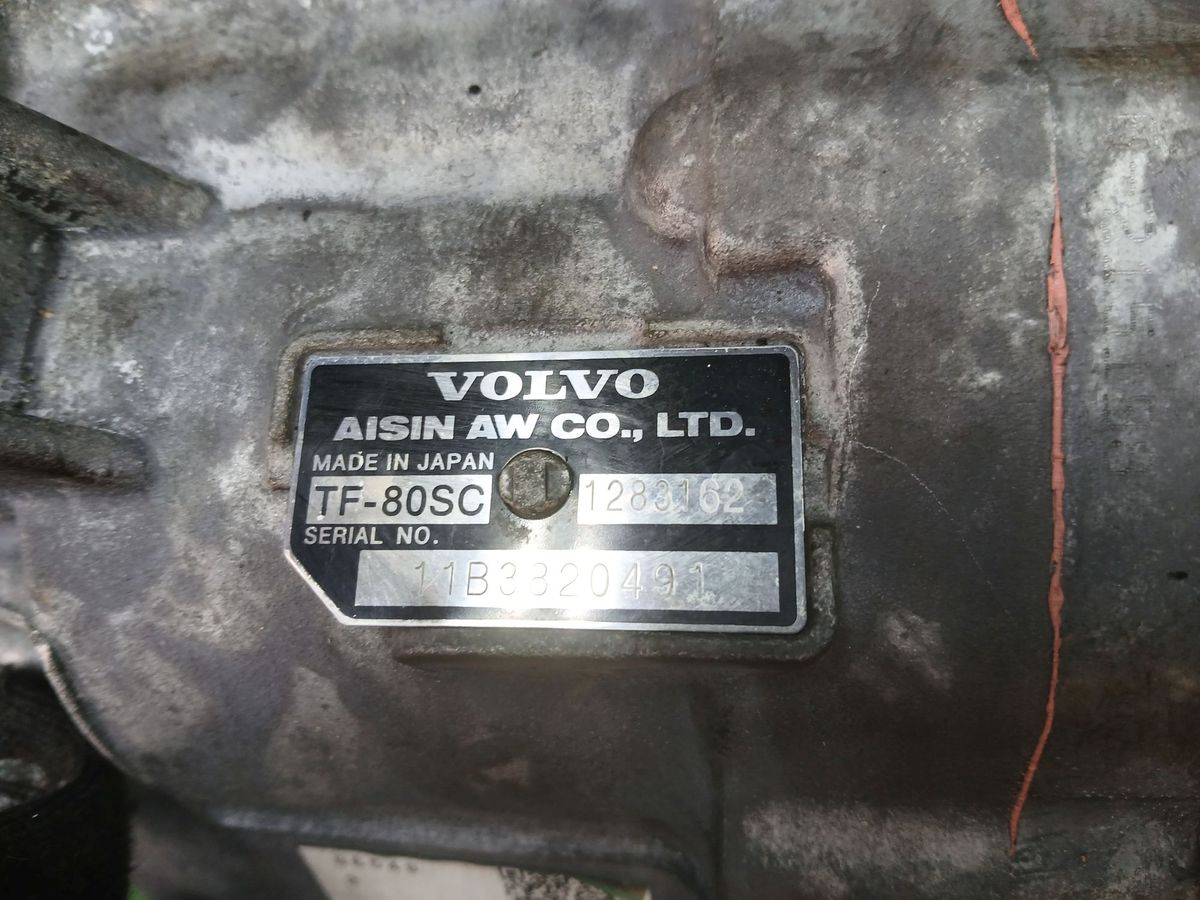 VOLVO
AISIN AW CO., LTD.
MADE IN JAPAN
TF-80SC 1283162
SERIAL NO.
11B3820491